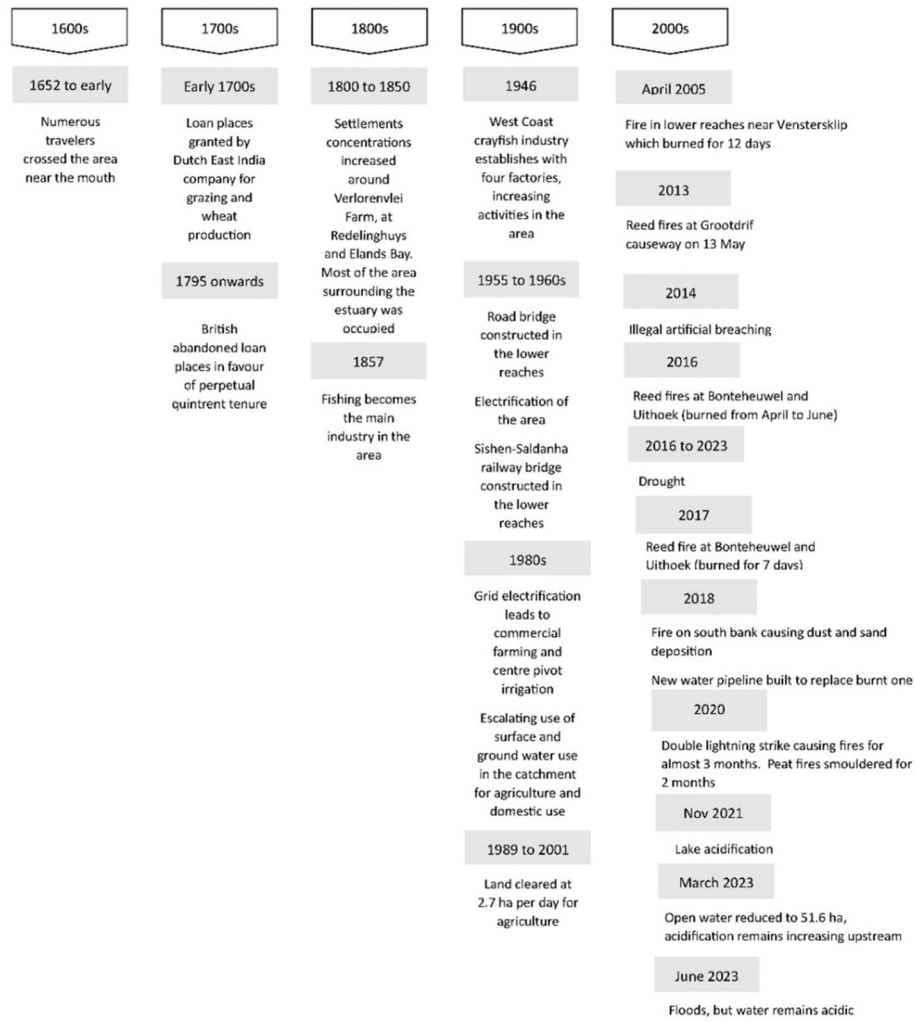 1600s
1652 to early
Numerous
travelers
crossed the area
near the mouth
1700s
Early 1700s
Loan places
granted by
Dutch East India
company for
grazing and
wheat
production
1795 onwards
British
abandoned loan
places in favour
of perpetual
quintrent tenure
1800s
1800 to 1850
Settlements
concentrations
increased
around
Verlorenvlei
Farm, at
Redelinghuys
and Elands Bay.
Most of the area
surrounding the
estuary was
occupied
1857
Fishing becomes
the main
industry in the
area
1900s
1946
West Coast
crayfish industry
establishes with
four factories,
increasing
activities in the
area
1955 to 1960s
Road bridge
constructed in
the lower
reaches
Electrification of
the area
Sishen-Saldanha
railway bridge
constructed in
the lower
reaches
1980s
Grid electrification
leads to
commercial
farming and
centre pivot
irrigation
Escalating use of
surface and
ground water use
in the catchment
for agriculture and
domestic use
1989 to 2001
Land cleared at
2.7 ha per day for
agriculture
2000s
April 2005
Fire in lower reaches near Venstersklip
which burned for 12 days
2013
Reed fires at Grootdrif
causeway on 13 May
2014
Illegal artificial breaching
2016
Reed fires at Bonteheuwel and
Uithoek (burned from April to June)
2016 to 2023
Drought
2017
Reed fire at Bonteheuwel and
Uithoek (burned for 7 days)
2018
Fire on south bank causing dust and sand
deposition
New water pipeline built to replace burnt one
2020
Double lightning strike causing fires for
almost 3 months. Peat fires smouldered for
2 months
Nov 2021
Lake acidification
March 2023
Open water reduced to 51.6 ha,
acidification remains increasing upstream
June 2023
Floods, but water remains acidic